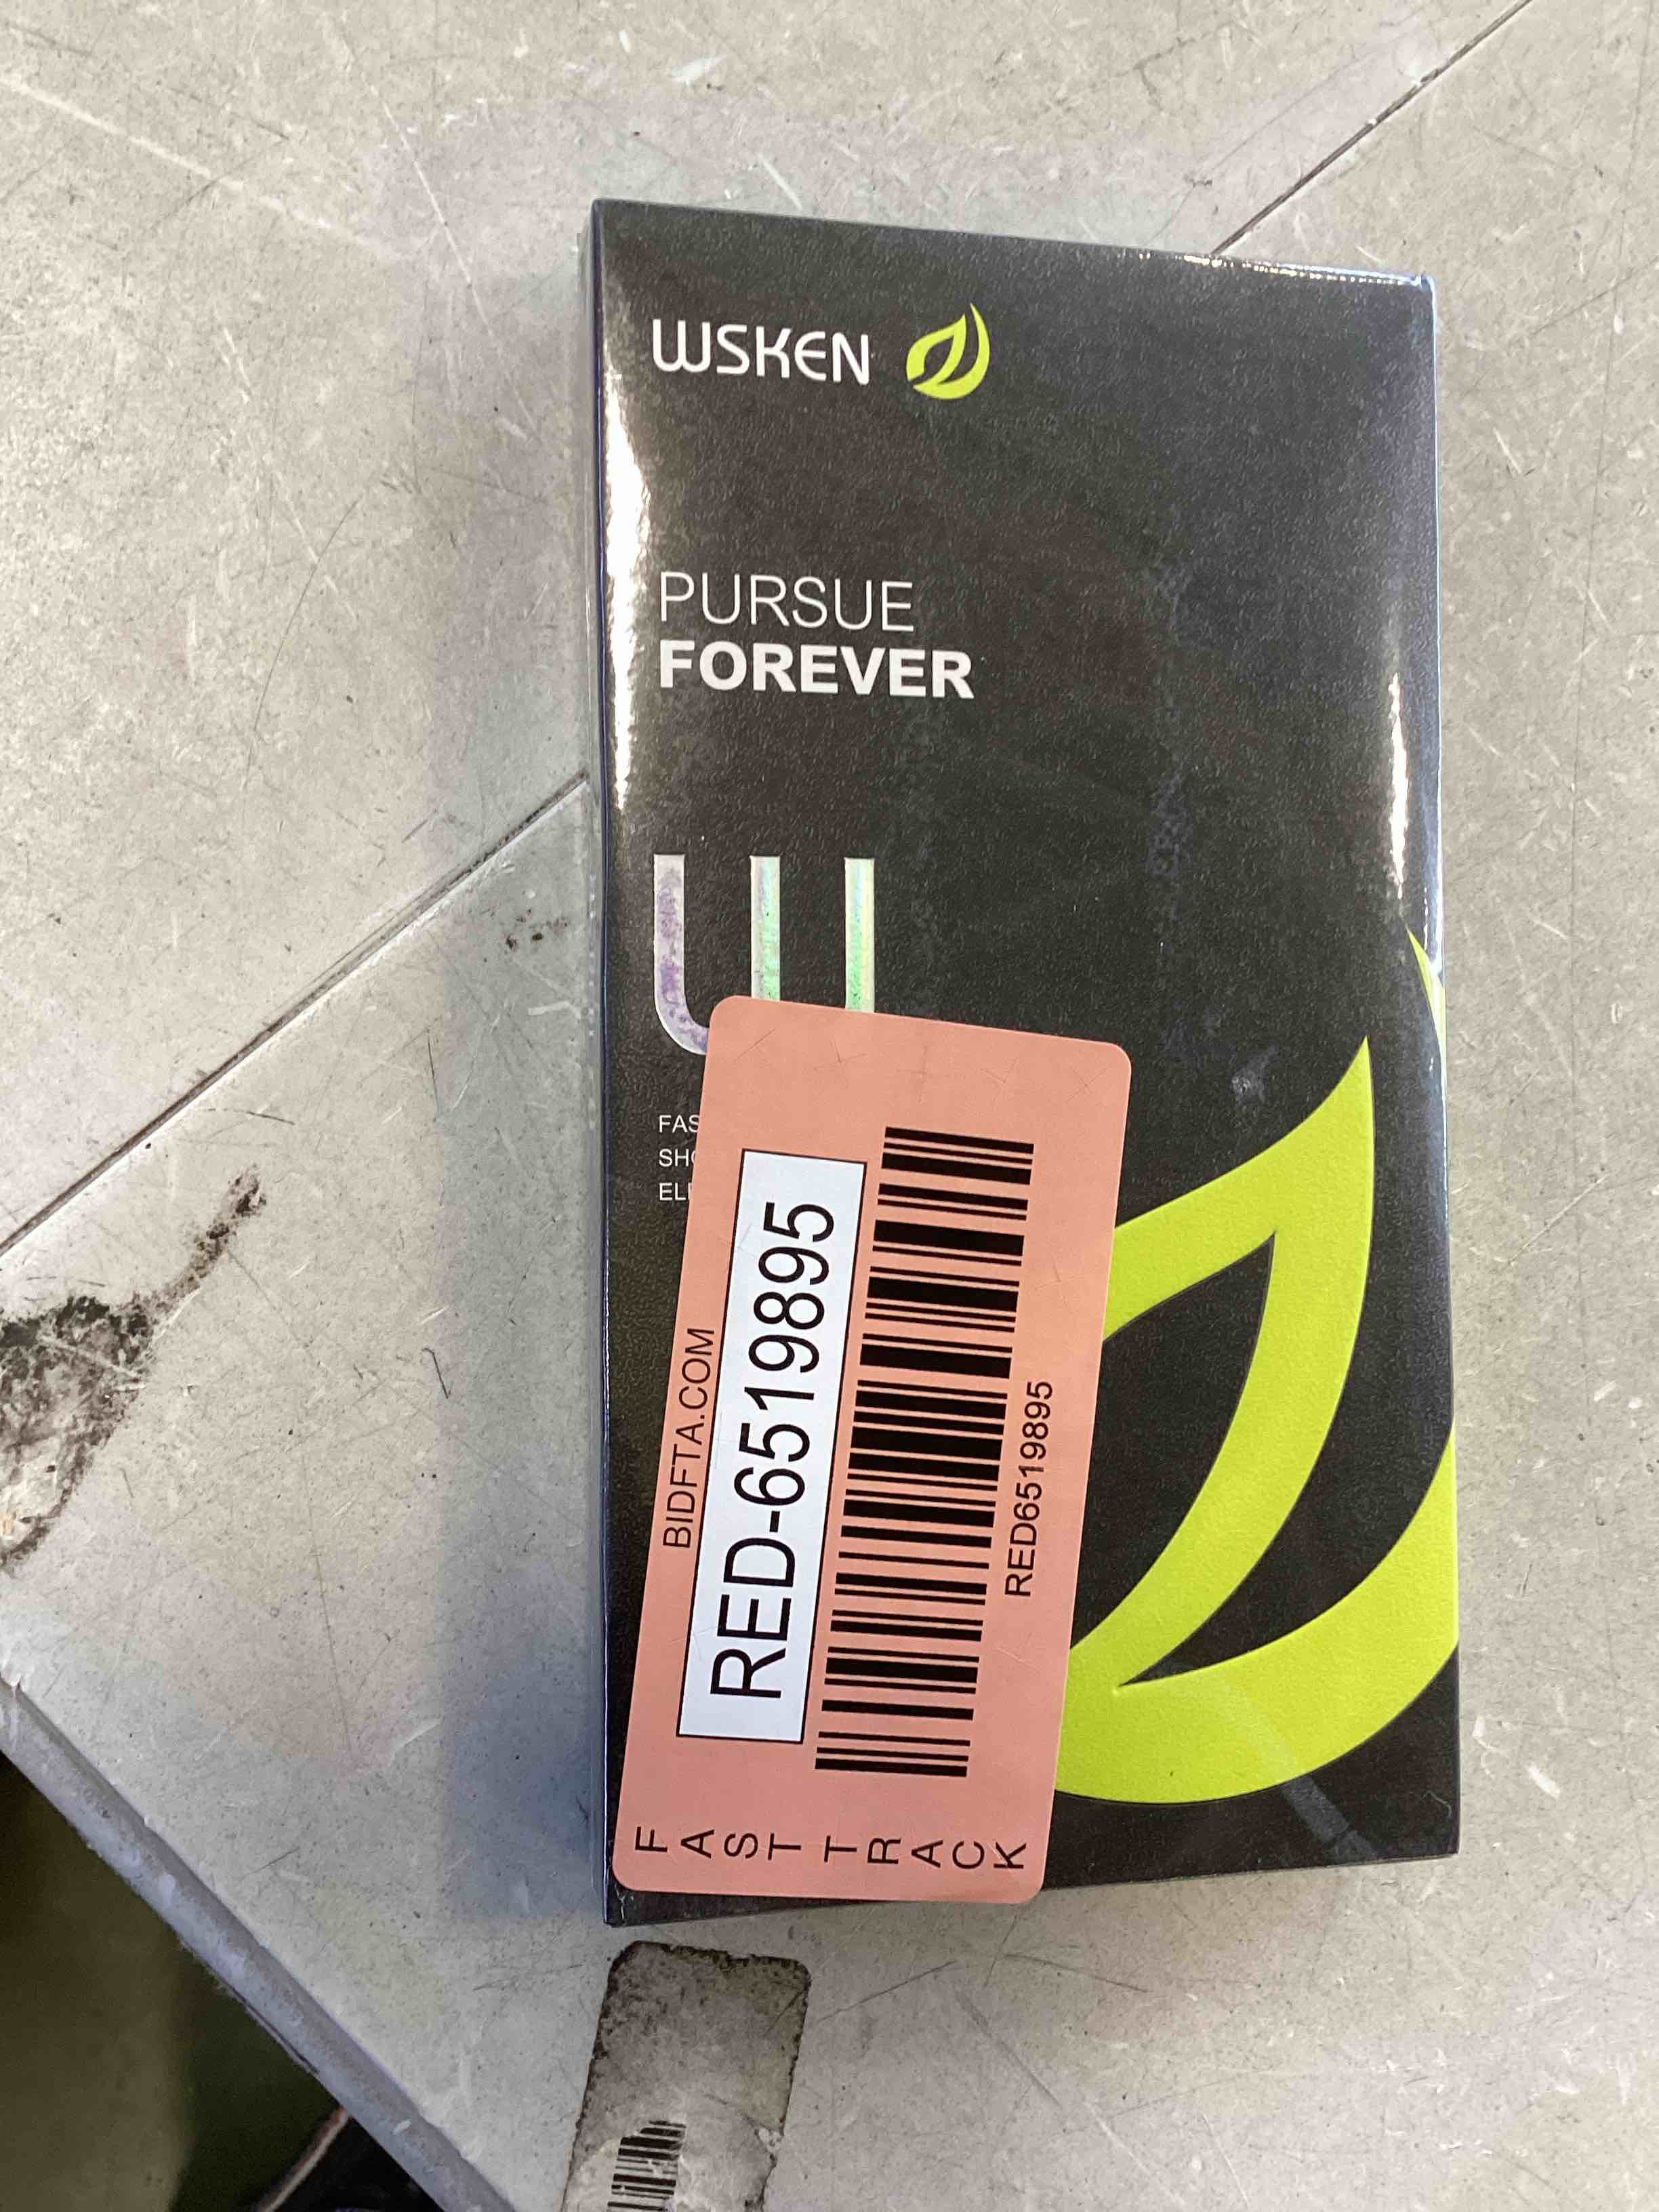 WSKEN
PURSUE
FOREVER
BIDFTA.COM
RED-6519895
RED6519895
FAST TRACK